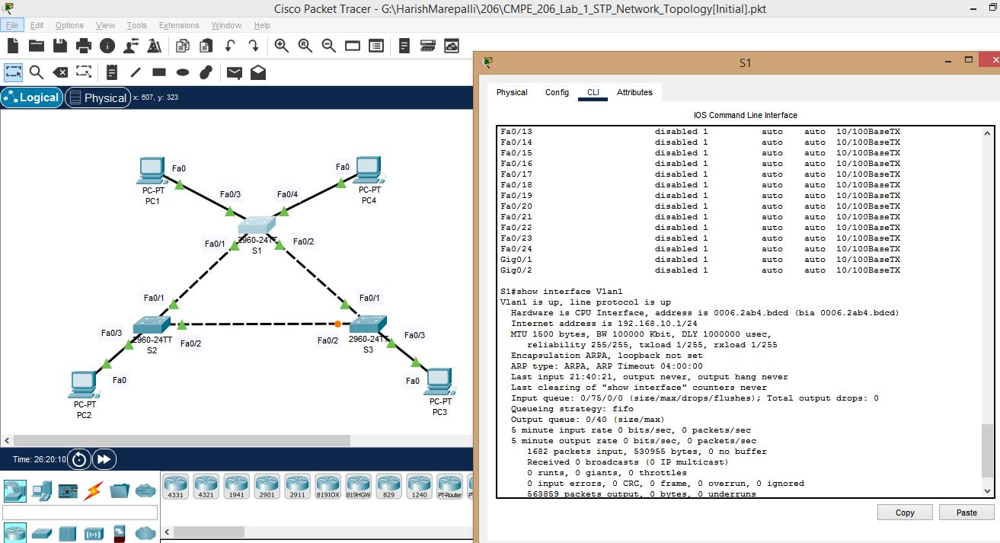 Cisco Packet Tracer - G:\HarishMarepalli\206\CMPE_206_Lab_1_STP_Network_Topology[Initial].pkt
File Edit Options View Tools Extensions Window Help
Logical Physical x: 607, y: 323
Fa0
PC-PT
PC1
Fa0
PC-PT
PC4
Fa0/3
Fa0/4
2960-24TT
S1
Fa0/1
Fa0/2
Fa0/1
Fa0/1
Fa0/3
2960-24TT
S2
Fa0/2
Fa0/2
2960-24TT
S3
Fa0/3
Fa0
PC-PT
PC2
Fa0
PC-PT
PC3
Time: 26:20:10
4331 4321 1941 2901 2911 819IOX 819HGW 829 1240 PT-Router
S1
Physical Config CLI Attributes
IOS Command Line Interface
Fa0/13 disabled 1 auto auto 10/100BaseTX
Fa0/14 disabled 1 auto auto 10/100BaseTX
Fa0/15 disabled 1 auto auto 10/100BaseTX
Fa0/16 disabled 1 auto auto 10/100BaseTX
Fa0/17 disabled 1 auto auto 10/100BaseTX
Fa0/18 disabled 1 auto auto 10/100BaseTX
Fa0/19 disabled 1 auto auto 10/100BaseTX
Fa0/20 disabled 1 auto auto 10/100BaseTX
Fa0/21 disabled 1 auto auto 10/100BaseTX
Fa0/22 disabled 1 auto auto 10/100BaseTX
Fa0/23 disabled 1 auto auto 10/100BaseTX
Fa0/24 disabled 1 auto auto 10/100BaseTX
Gig0/1 disabled 1 auto auto 10/100BaseTX
Gig0/2 disabled 1 auto auto 10/100BaseTX
S1#show interface Vlan1
Vlan1 is up, line protocol is up
Hardware is CPU Interface, address is 0006.2ab4.bdcd (bia 0006.2ab4.bdcd)
Internet address is 192.168.10.1/24
MTU 1500 bytes, BW 100000 Kbit, DLY 1000000 usec,
reliability 255/255, txload 1/255, rxload 1/255
Encapsulation ARPA, loopback not set
ARP type: ARPA, ARP Timeout 04:00:00
Last input 21:40:21, output never, output hang never
Last clearing of "show interface" counters never
Input queue: 0/75/0/0 (size/max/drops/flushes); Total output drops: 0
Queueing strategy: fifo
Output queue: 0/40 (size/max)
5 minute input rate 0 bits/sec, 0 packets/sec
5 minute output rate 0 bits/sec, 0 packets/sec
1682 packets input, 530955 bytes, 0 no buffer
Received 0 broadcasts (0 IP multicast)
0 runts, 0 giants, 0 throttles
0 input errors, 0 CRC, 0 frame, 0 overrun, 0 ignored
563859 packets output, 0 bytes, 0 underruns
Copy Paste